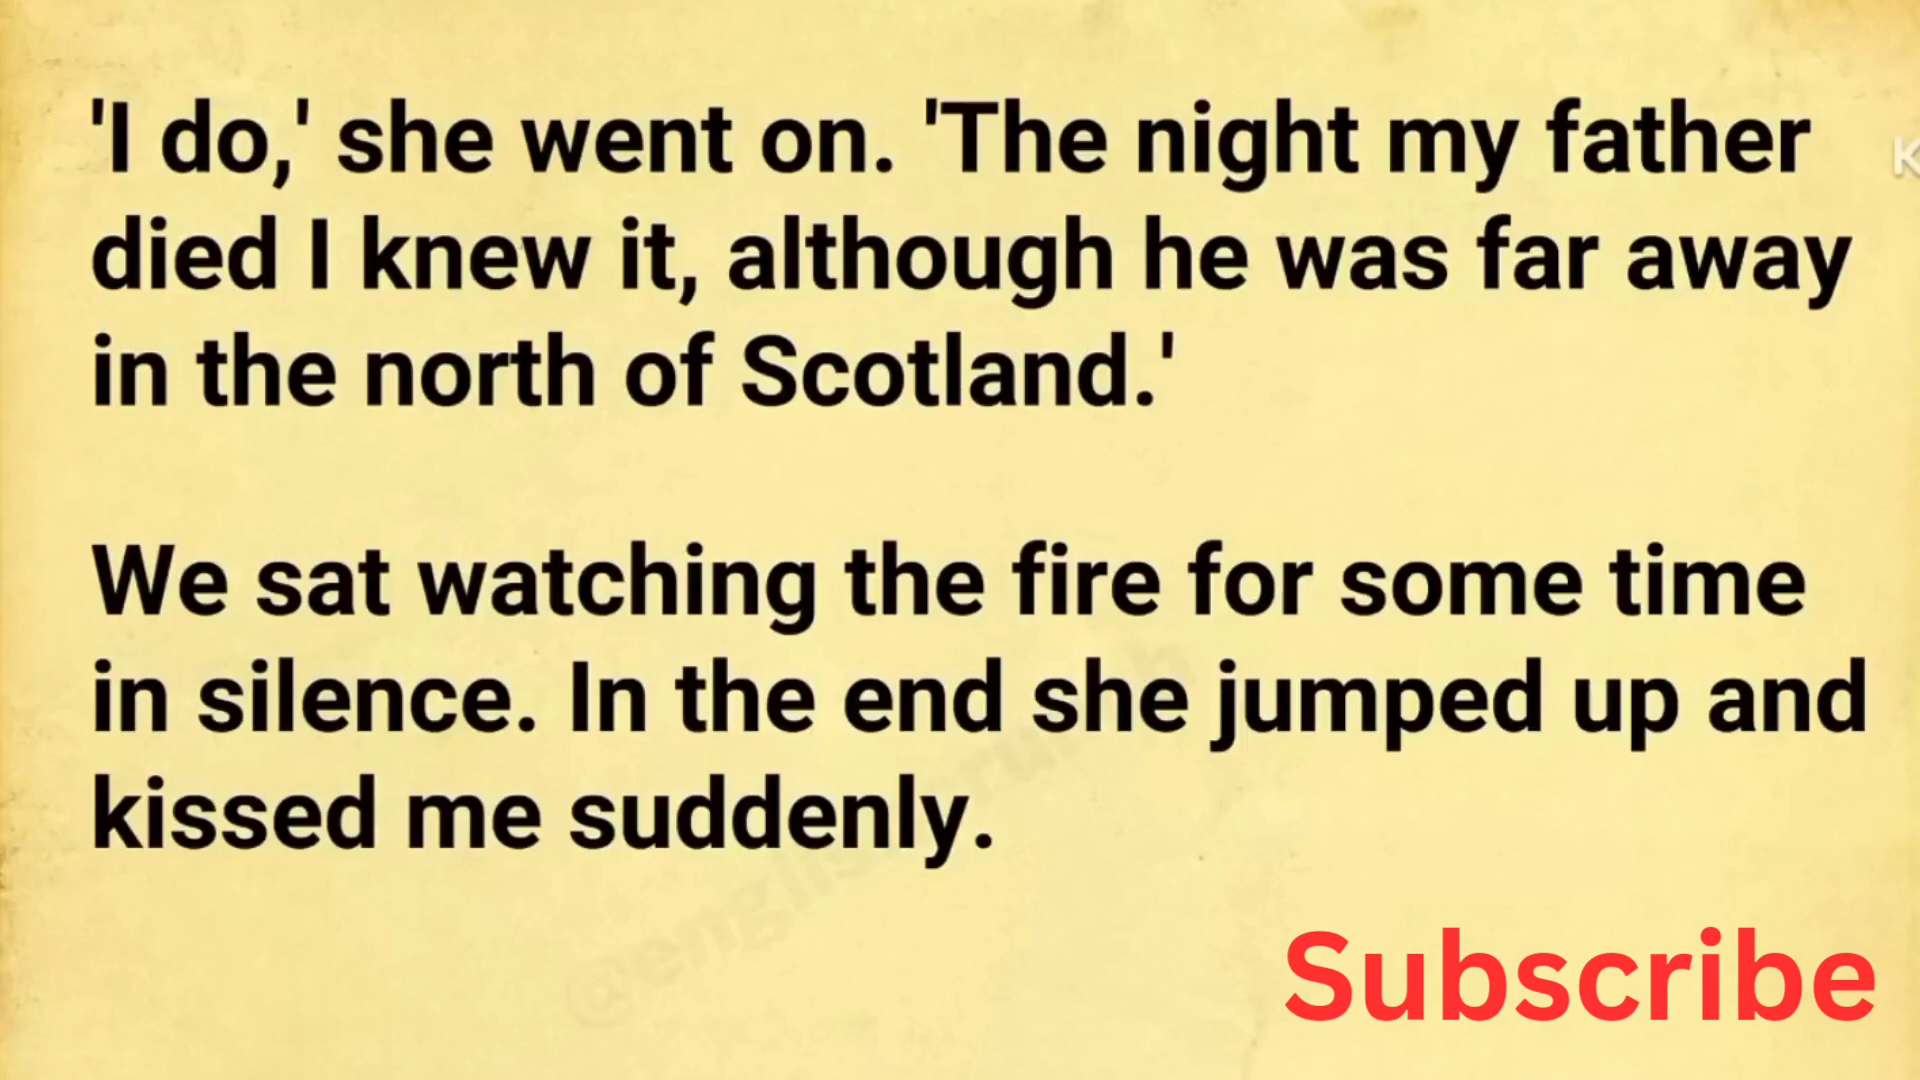 'I do,' she went on. 'The night my father
died I knew it, although he was far away
in the north of Scotland.'
We sat watching the fire for some time
in silence. In the end she jumped up and
kissed me suddenly.
Subscribe